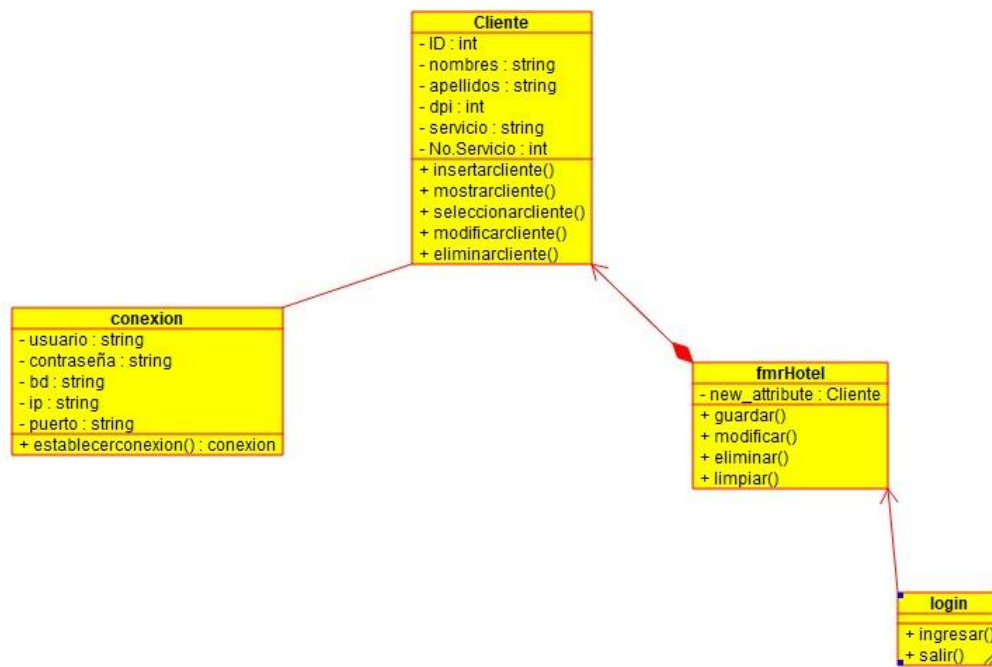 Cliente
- ID : int
- nombres : string
- apellidos : string
- dpi : int
- servicio : string
- No.Servicio : int
+ insertarcliente()
+ mostrarcliente()
+ seleccionarcliente()
+ modificarcliente()
+ eliminarcliente()
conexion
- usuario : string
- contraseña : string
- bd : string
- ip : string
- puerto : string
+ establecerconexion() : conexion
fmrHotel
- new_attribute : Cliente
+ guardar()
+ modificar()
+ eliminar()
+ limpiar()
login
+ ingresar()
+ salir()